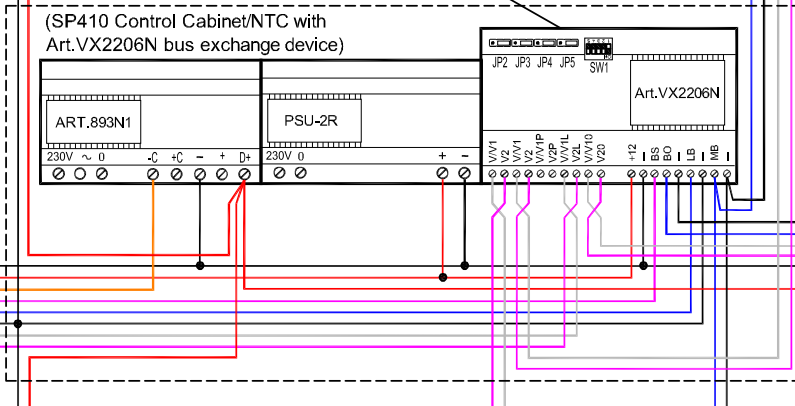 (SP410 Control Cabinet/NTC with
Art.VX2206N bus exchange device)
JP2 JP3 JP4 JP5 SW1
ART.893N1
PSU-2R
Art.VX2206N
230V ~ 0 -C +C – + D+
230V 0 + –
V/V1 V2 V/V1 V2 V/V1P V2P V/V1L V2L V/V10 V20 +12 – BS BO – LB – MB –